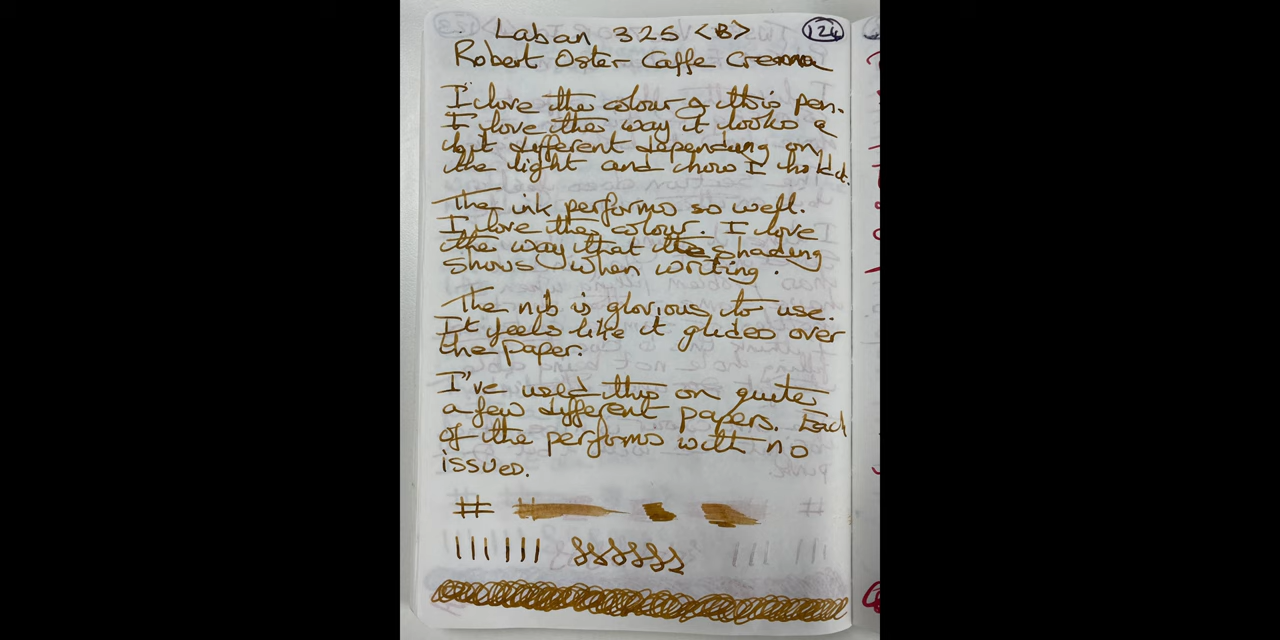 Laban 325 <B>
124
Robert Oster Caffe Crema
I love the colour of this pen.
I love the way it looks a
bit different depending on
the light and how I hold it.
The ink performs so well.
I love the colour. I love
the way that the shading
shows when writing.
The nib is glorious to use.
It feels like it glides over
the paper.
I've used this on quite
a few different papers. Each
of the performs with no
issues.
# #